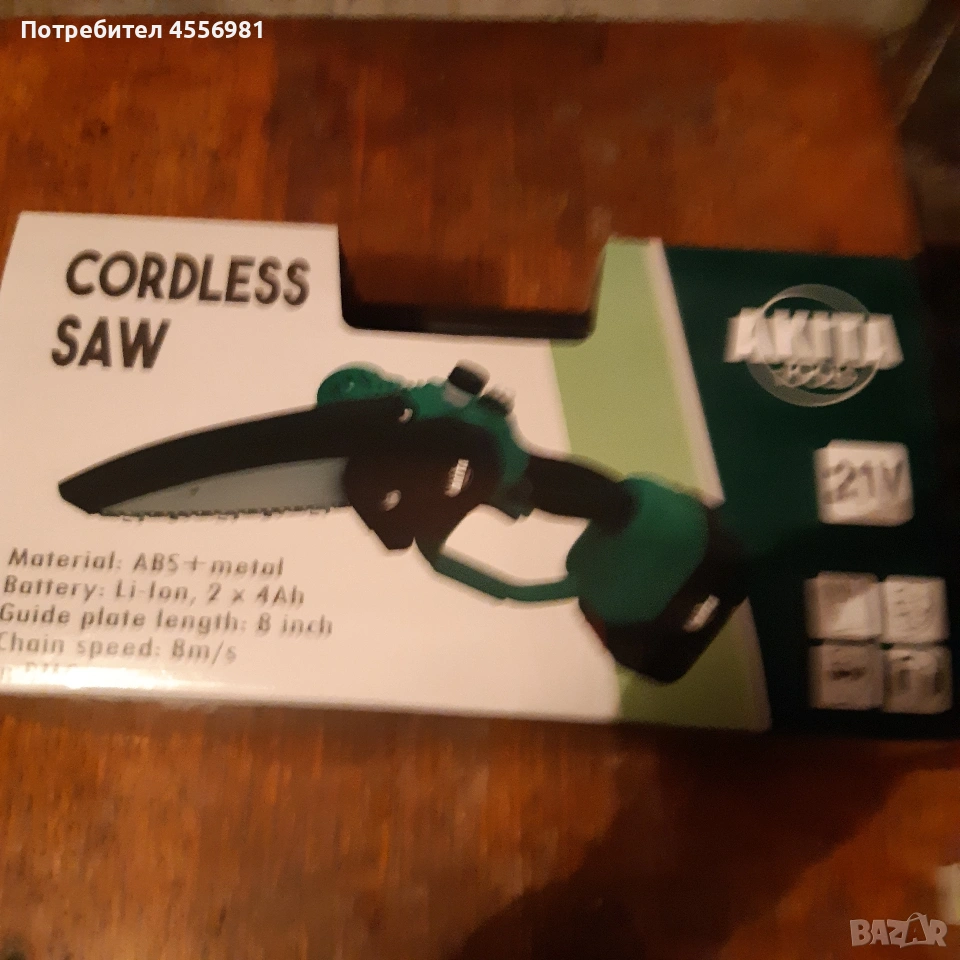 Потребител 4556981
CORDLESS
SAW
AKITA
21V
Material: ABS+metal
Battery: Li-Ion, 2 x 4Ah
Guide plate length: 8 inch
Chain speed: 8m/s
BAZAR